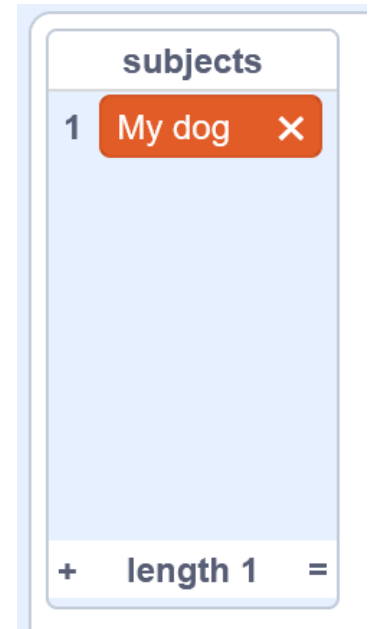 subjects
1 My dog ✕
+ length 1 =